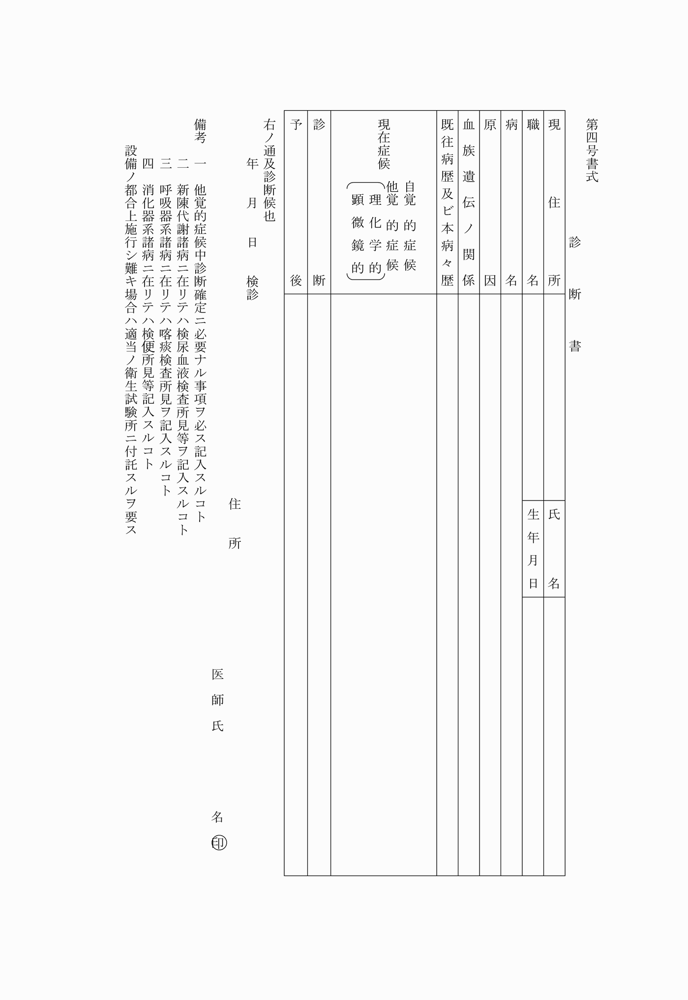 第四号書式
診断書
現住所
氏名
職名
生年月日
病名
原因
血族遺伝ノ関係
既往病歴及ビ本病々歴
現在症候
自覚的症候
他覚的症候
理化学的
顕微鏡的
診断
予後
右ノ通及診断候也
年　月　日　検診
住所
医師氏　名㊞
備考　一　他覚的症候中診断確定ニ必要ナル事項ヲ必ス記入スルコト
二　新陳代謝諸病ニ在リテハ検尿血液検査所見等ヲ記入スルコト
三　呼吸器系諸病ニ在リテハ喀痰検査所見ヲ記入スルコト
四　消化器系諸病ニ在リテハ検便所見等記入スルコト
設備ノ都合上施行シ難キ場合ハ適当ノ衛生試験所ニ付託スルヲ要ス